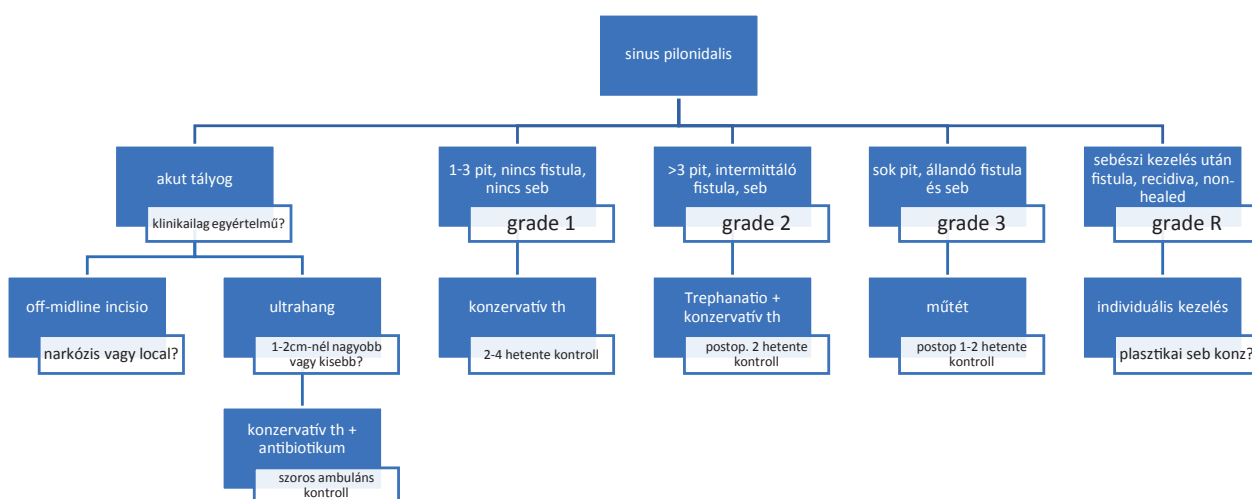 sinus pilonidalis
akut tályog
klinikailag egyértelmű?
1-3 pit, nincs fistula,
nincs seb
grade 1
>3 pit, intermittáló
fistula, seb
grade 2
sok pit, állandó fistula
és seb
grade 3
sebészi kezelés után
fistula, recidiva, non-
healed
grade R
off-midline incisio
narkózis vagy local?
ultrahang
1-2cm-nél nagyobb
vagy kisebb?
konzervatív th
2-4 hetente kontroll
Trephanatio +
konzervatív th
postop. 2 hetente
kontroll
műtét
postop 1-2 hetente
kontroll
individuális kezelés
plasztikai seb konz?
konzervatív th +
antibiotikum
szoros ambuláns
kontroll